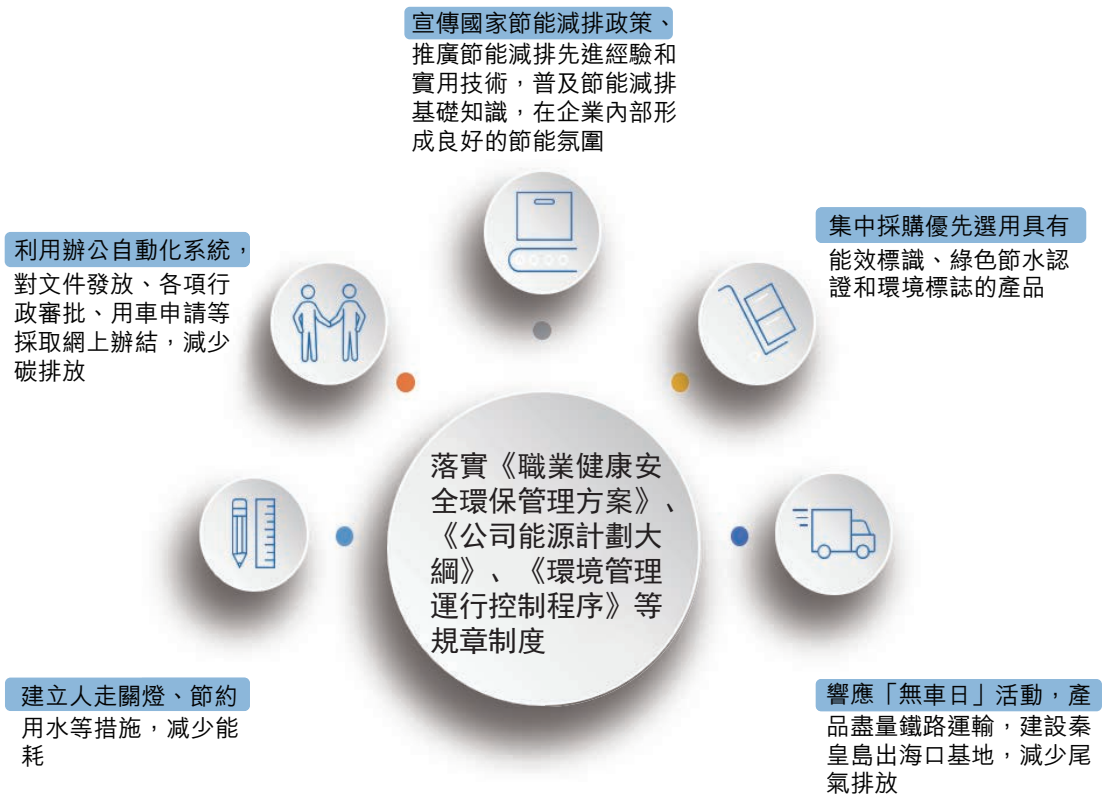 宣傳國家節能減排政策、
推廣節能減排先進經驗和
實用技術，普及節能減排
基礎知識，在企業內部形
成良好的節能氛圍
利用辦公自動化系統，
對文件發放、各項行
政審批、用車申請等
採取網上辦結，減少
碳排放
集中採購優先選用具有
能效標識、綠色節水認
證和環境標誌的產品
落實《職業健康安
全環保管理方案》、
《公司能源計劃大
綱》、《環境管理
運行控制程序》等
規章制度
建立人走關燈、節約
用水等措施，减少能
耗
響應「無車日」活動，產
品盡量鐵路運輸，建設秦
皇島出海口基地，減少尾
氣排放